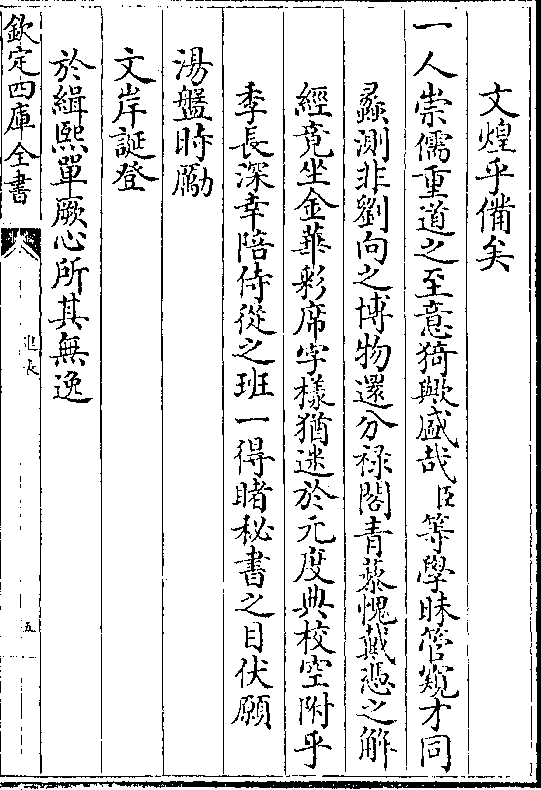 文煌乎備矣
一人崇儒重道之至意猗歟盛哉臣等學昧管窺才同
蠡測非劉向之博物還分祿閣青藜愧戴憑之解
經竟坐金華彩席字樣猶迷於元度典校空附乎
季長深幸陪侍從之班一得睹秘書之目伏願
湯盤時勵
文岸誕登
於緝熙單厥心所其無逸
欽定四庫全書
進表
五